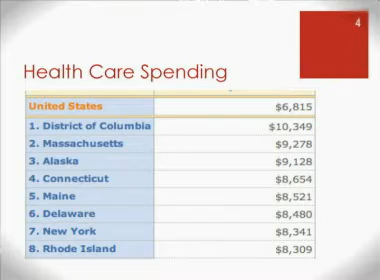 4
Health Care Spending
United States $6,815
1. District of Columbia $10,349
2. Massachusetts $9,278
3. Alaska $9,128
4. Connecticut $8,654
5. Maine $8,521
6. Delaware $8,480
7. New York $8,341
8. Rhode Island $8,309